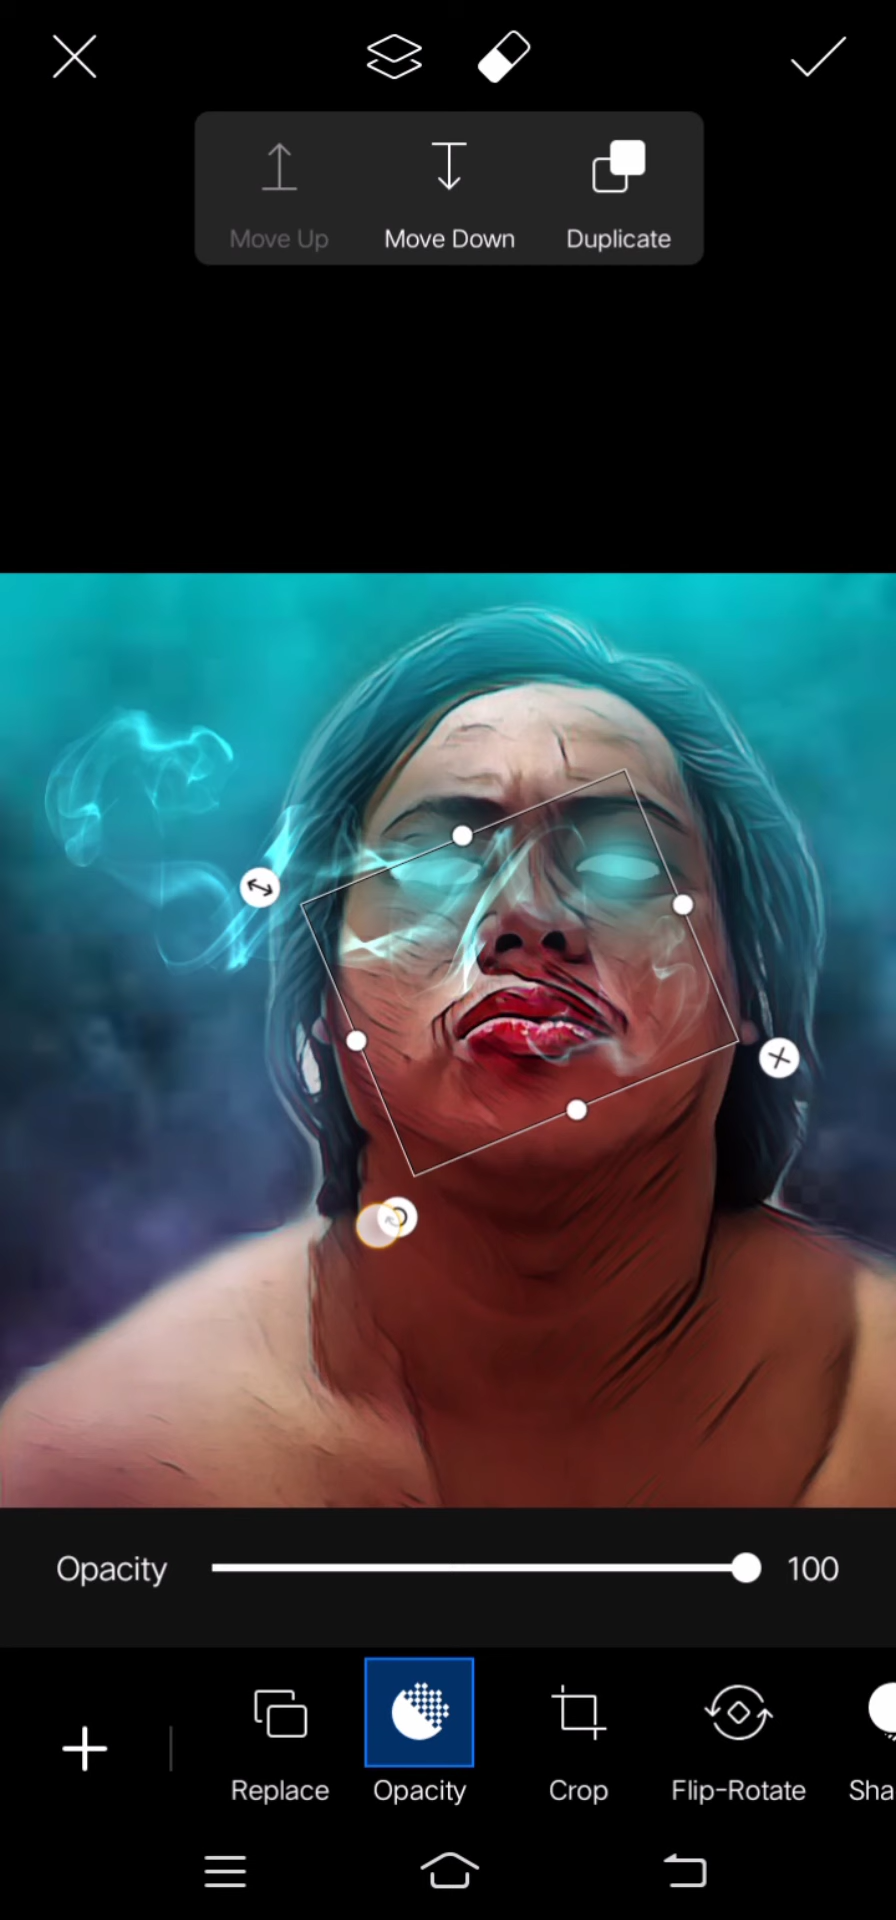 Move Up
Move Down
Duplicate
Opacity
100
Replace
Opacity
Crop
Flip-Rotate
Sha